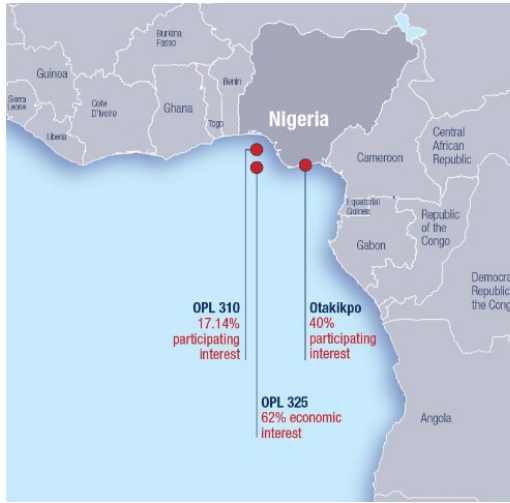 Burkina
Fasso
Guinea
Benin
Sierra
Leone
Cote
D'Ivoire
Ghana
Nigeria
Togo
Liberia
Cameroon
Central
African
Republic
Equatorial
Guinea
Republic
of the
Congo
Gabon
Democra
Republic
the Cong
OPL 310
17.14%
participating
interest
Otakikpo
40%
participating
interest
OPL 325
62% economic
interest
Angola